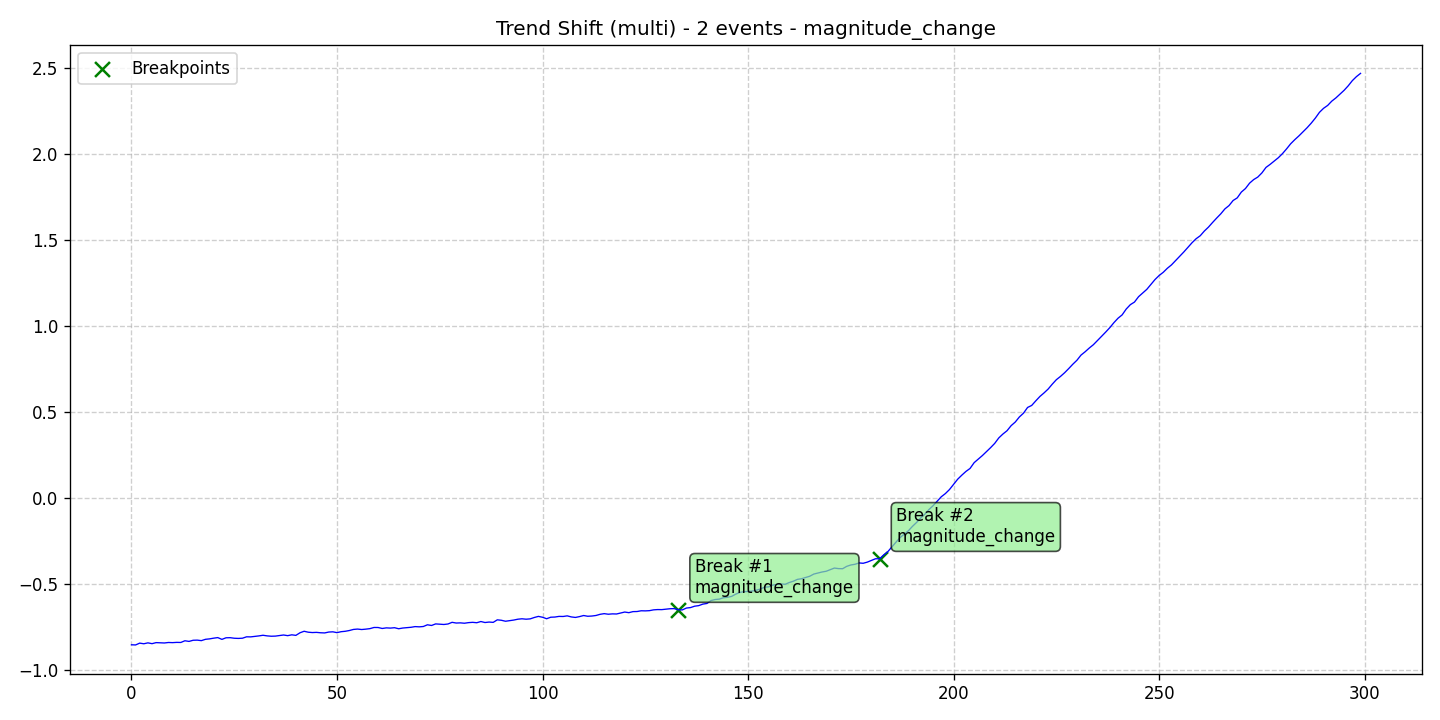 Trend Shift (multi) - 2 events - magnitude_change
Breakpoints
2.5
2.0
1.5
1.0
0.5
0.0
−0.5
−1.0
Break #2
magnitude_change
Break #1
magnitude_change
0
50
100
150
200
250
300